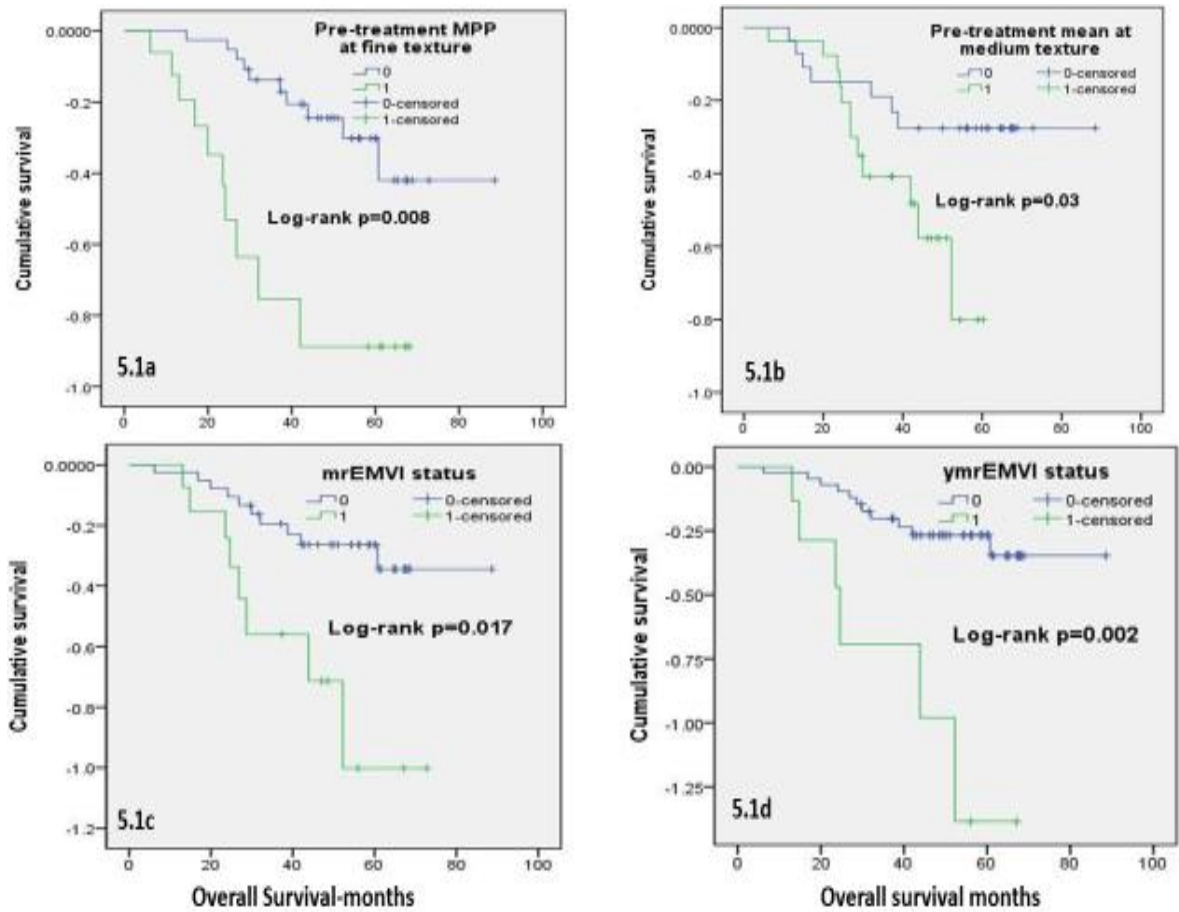 Pre-treatment MPP
at fine texture
0
1
0-censored
1-censored
Log-rank p=0.008
5.1a
Cumulative survival
0.0000
-0.2
-0.4
-0.6
-0.8
-1.0
0 20 40 60 80 100
Pre-treatment mean at
medium texture
0 0-censored
1 1-censored
Log-rank p=0.03
5.1b
Cumulative survival
0.0000
-0.2
-0.4
-0.6
-0.8
-1.0
0 20 40 60 80 100
mrEMVI status
0 0-censored
1 1-censored
Log-rank p=0.017
5.1c
Cumulative survival
0.0000
-0.2
-0.4
-0.6
-0.8
-1.0
-1.2
0 20 40 60 80 100
Overall Survival-months
ymrEMVI status
0 0-censored
1 1-censored
Log-rank p=0.002
5.1d
Cumulative survival
0.00
-0.25
-0.50
-0.75
-1.00
-1.25
0 20 40 60 80 100
Overall survival months